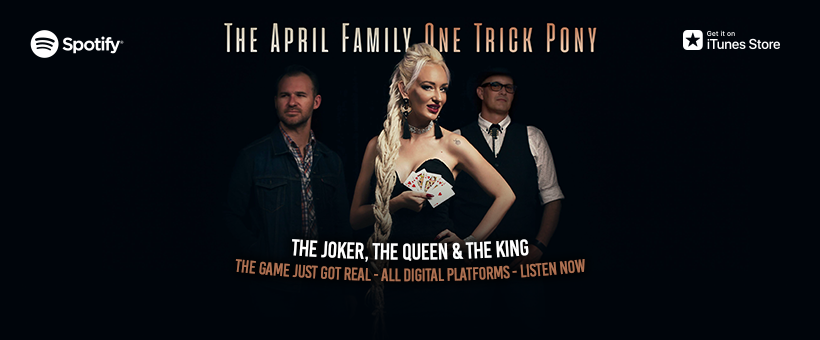 Spotify®
THE APRIL FAMILY ONE TRICK PONY
Get it on
iTunes Store
THE JOKER, THE QUEEN & THE KING
THE GAME JUST GOT REAL - ALL DIGITAL PLATFORMS - LISTEN NOW